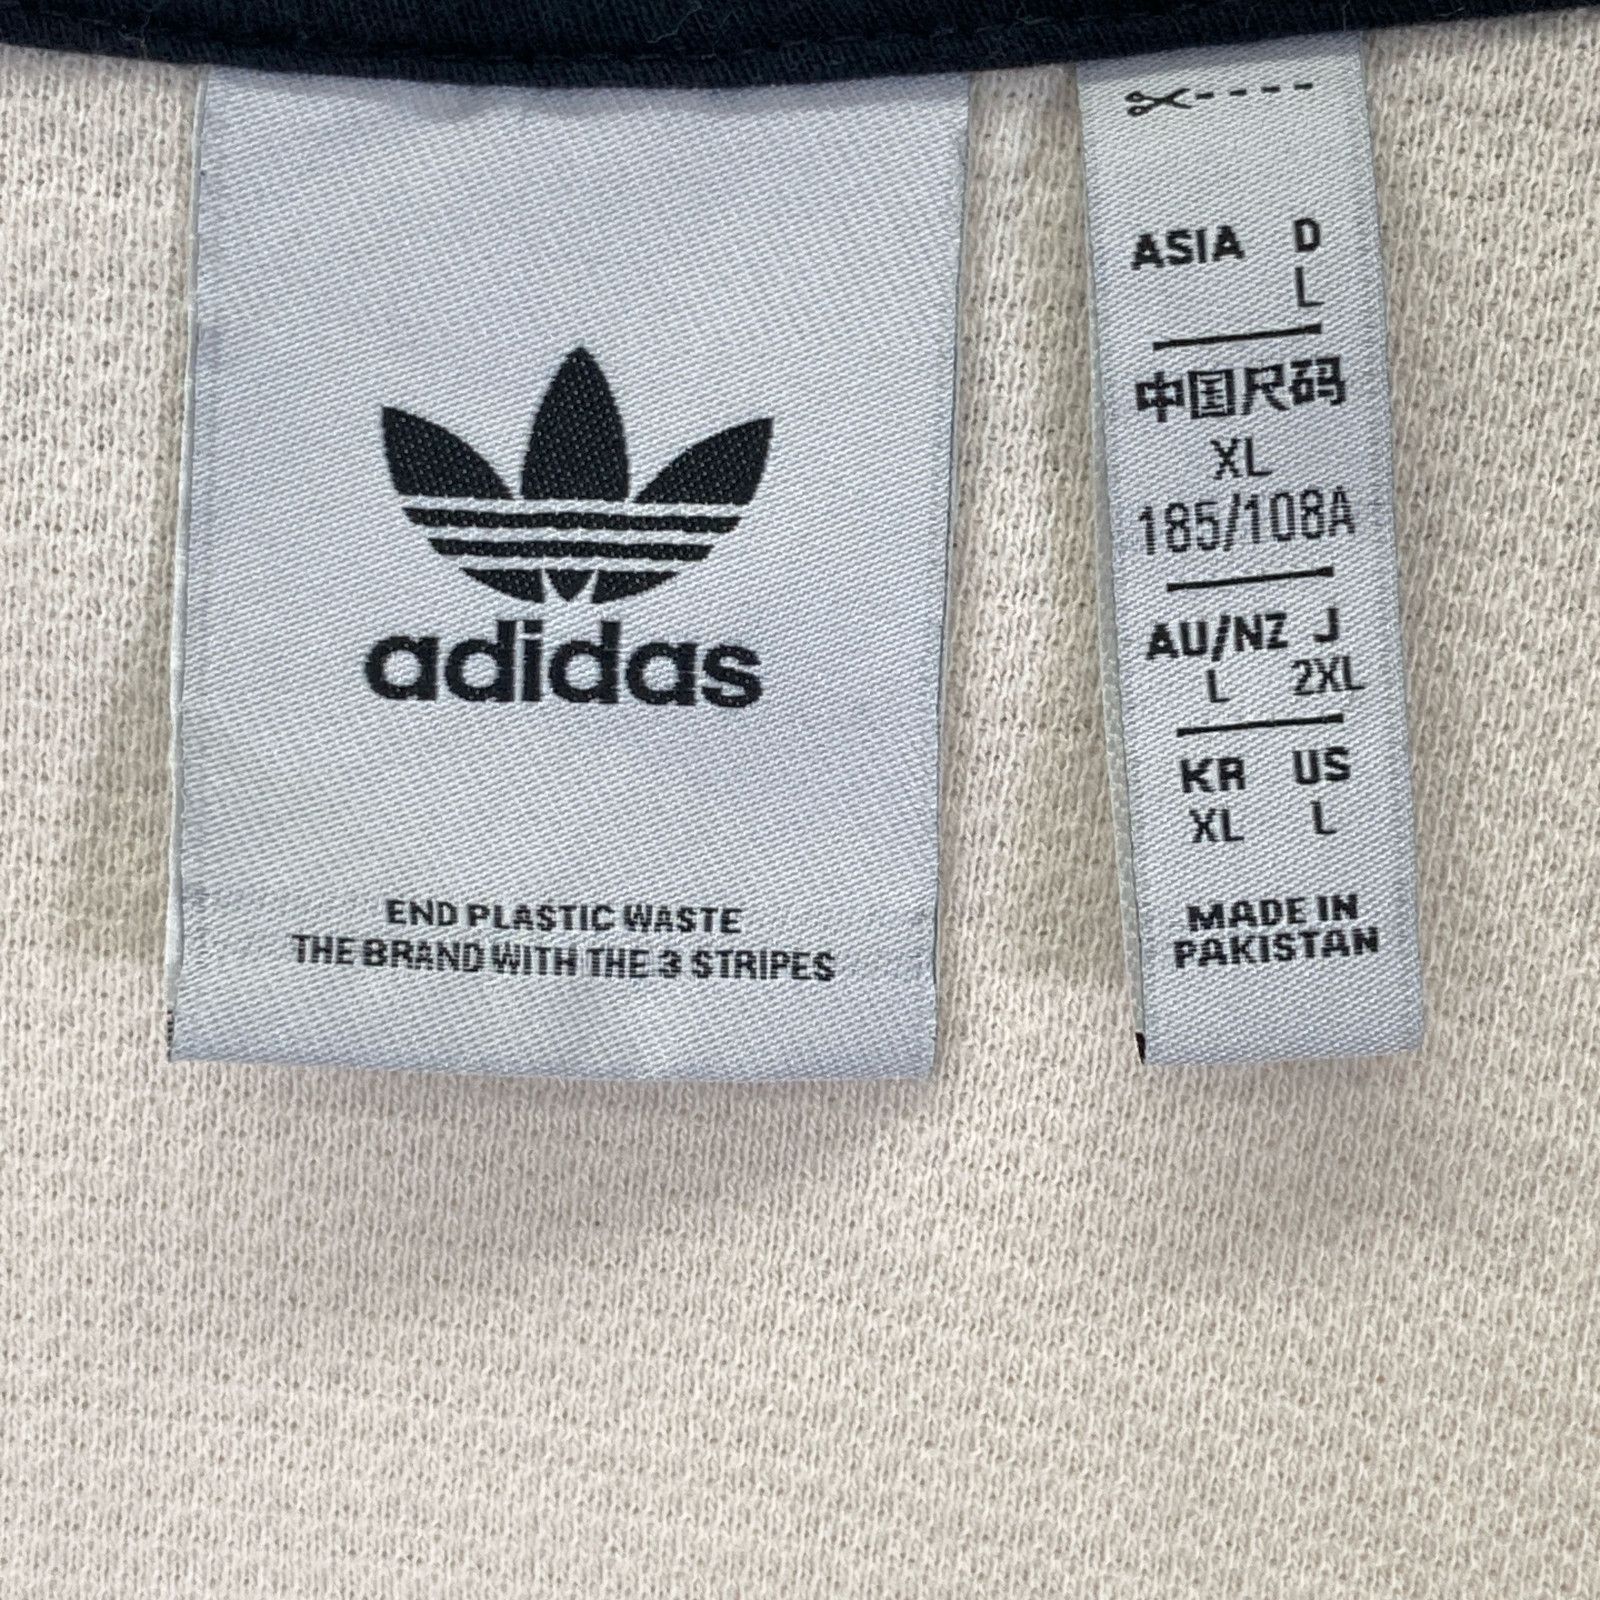 adidas
END PLASTIC WASTE
THE BRAND WITH THE 3 STRIPES
ASIA D
L
中国尺码
XL
185/108A
AU/NZ J
L 2XL
KR US
XL L
MADE IN
PAKISTAN